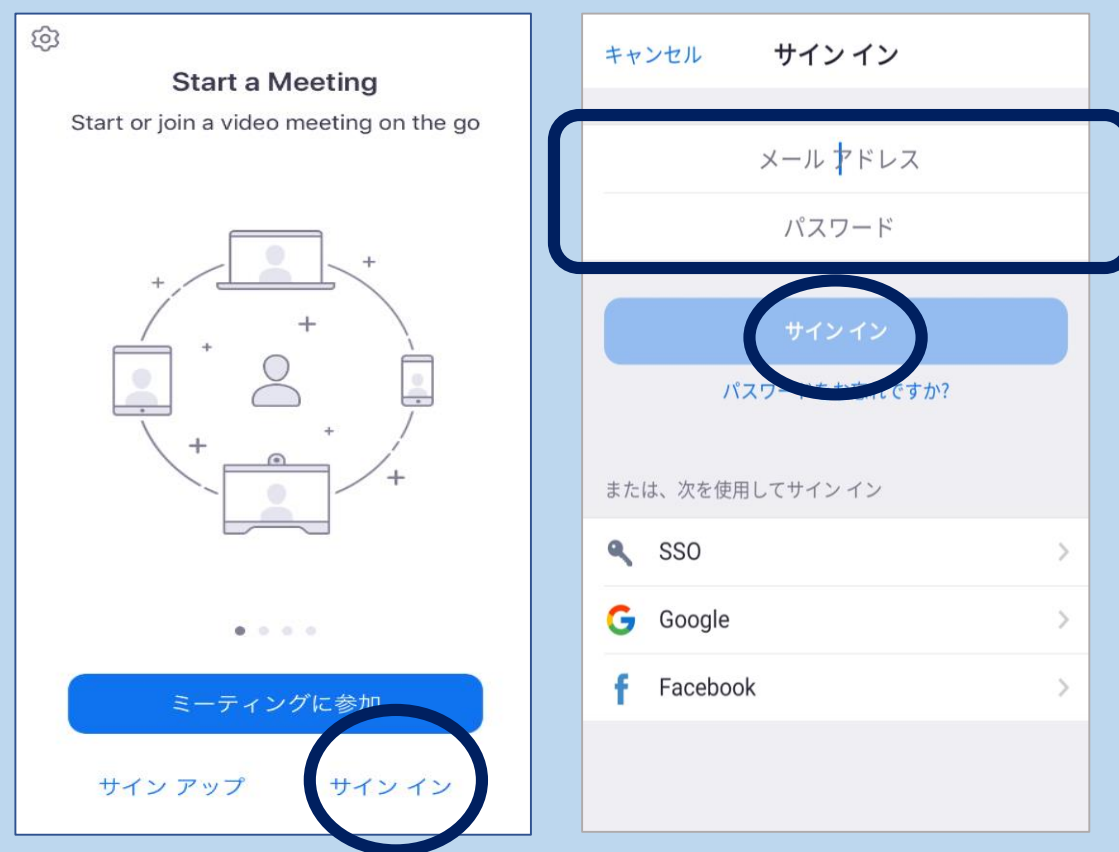 Start a Meeting
Start or join a video meeting on the go
ミーティングに参加
サイン アップ
サイン イン
キャンセル
サイン イン
メール アドレス
パスワード
サイン イン
パスワードをお忘れですか?
または、次を使用してサイン イン
SSO
Google
Facebook